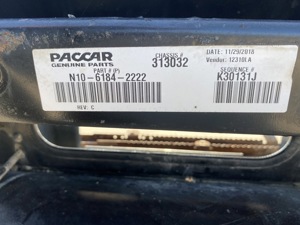 PACCAR
GENUINE PARTS
CHASSIS #
313032
DATE: 11/29/2018
Vendor: 12310LA
PART # (P)
N10-6184-2222
SEQUENCE #
K30131J
REV: C